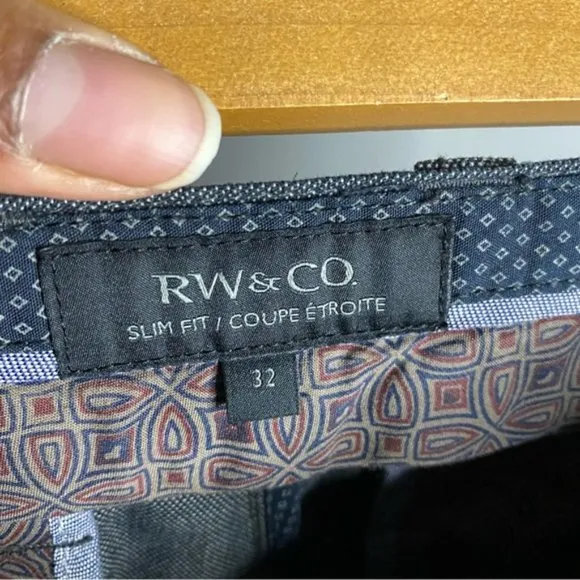 RW&CO.
SLIM FIT / COUPE ÉTROITE
32